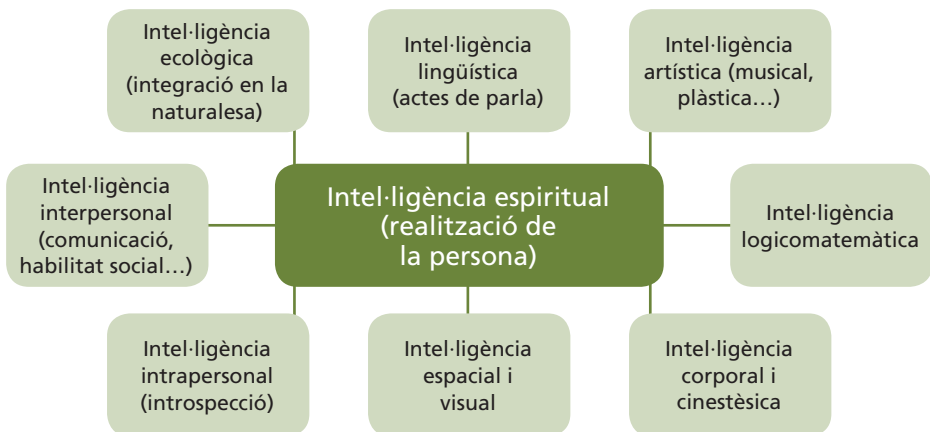 Intel·ligència
ecològica
(integració en la
naturalesa)
Intel·ligència
lingüística
(actes de parla)
Intel·ligència
artística (musical,
plàstica…)
Intel·ligència
interpersonal
(comunicació,
habilitat social…)
Intel·ligència espiritual
(realització de
la persona)
Intel·ligència
logicomatemàtica
Intel·ligència
intrapersonal
(introspecció)
Intel·ligència
espacial i
visual
Intel·ligència
corporal i
cinestèsica